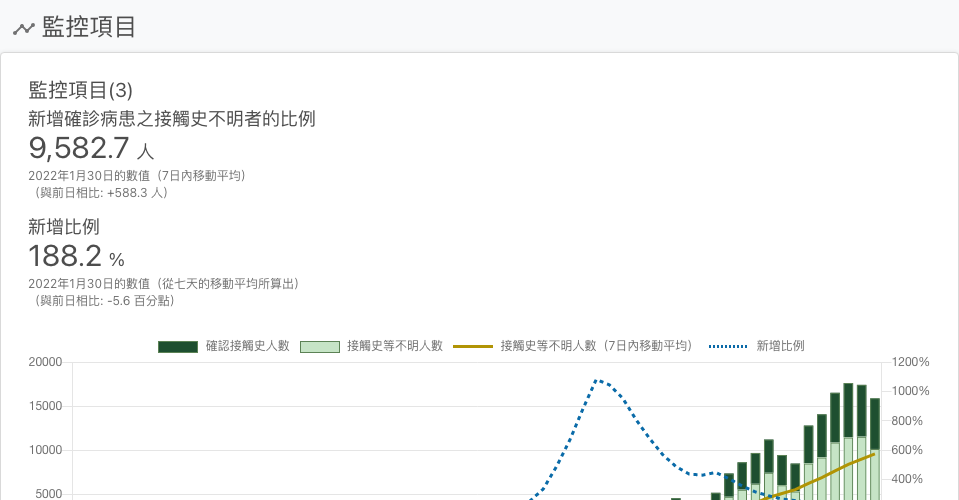 監控項目
監控項目(3)
新增確診病患之接觸史不明者的比例
9,582.7 人
2022年1月30日的數值（7日內移動平均）
（與前日相比: +588.3 人）
新增比例
188.2 %
2022年1月30日的數值（從七天的移動平均所算出）
（與前日相比: -5.6 百分點）
確認接觸史人數 接觸史等不明人數 接觸史等不明人數（7日內移動平均） 新增比例
20000 1200%
1000%
15000
800%
10000 600%
400%
5000